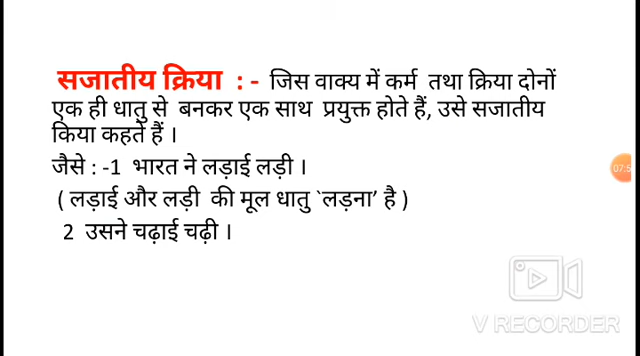 सजातीय क्रिया : - जिस वाक्य में कर्म तथा क्रिया दोनों
एक ही धातु से बनकर एक साथ प्रयुक्त होते हैं, उसे सजातीय
किया कहते हैं ।
जैसे : -1 भारत ने लड़ाई लड़ी ।
( लड़ाई और लड़ी की मूल धातु `लड़ना’ है )
2 उसने चढ़ाई चढ़ी ।
V RECORDER